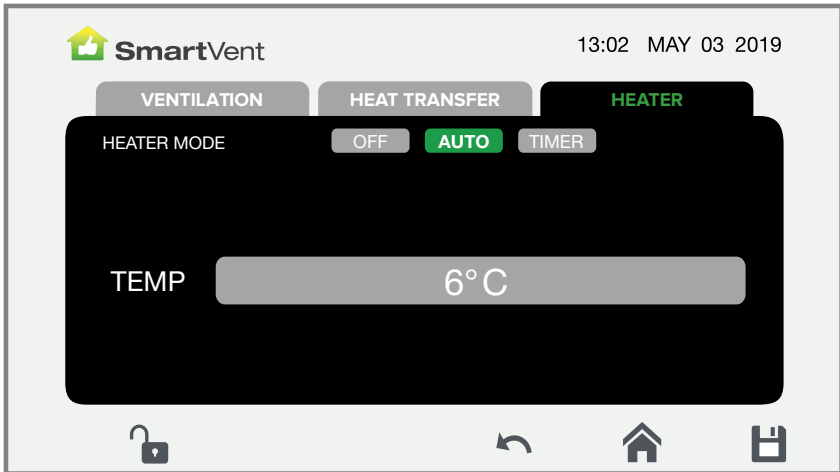 SmartVent
13:02 MAY 03 2019
VENTILATION
HEAT TRANSFER
HEATER
HEATER MODE
OFF
AUTO
TIMER
TEMP
6°C